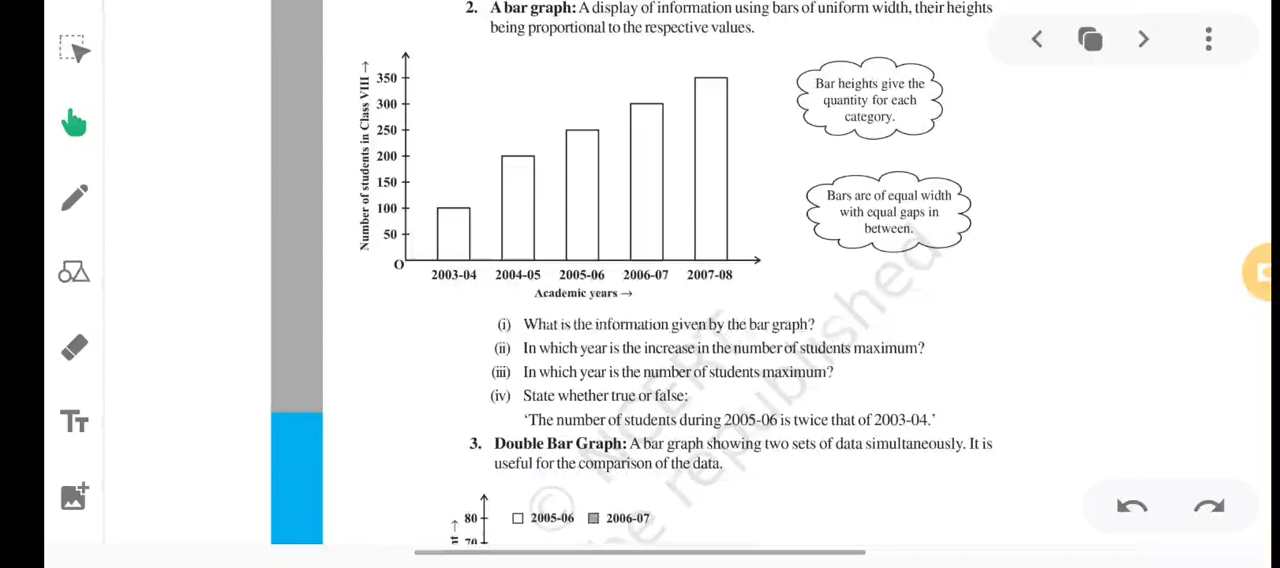 2. A bar graph: A display of information using bars of uniform width, their heights
being proportional to the respective values.
Number of students in Class VIII →
350
300
250
200
150
100
50
O
2003-04 2004-05 2005-06 2006-07 2007-08
Academic years →
Bar heights give the
quantity for each
category.
Bars are of equal width
with equal gaps in
between.
(i) What is the information given by the bar graph?
(ii) In which year is the increase in the number of students maximum?
(iii) In which year is the number of students maximum?
(iv) State whether true or false:
‘The number of students during 2005-06 is twice that of 2003-04.’
3. Double Bar Graph: A bar graph showing two sets of data simultaneously. It is
useful for the comparison of the data.
80
70
2005-06 2006-07
© NCERT
be republished
TT